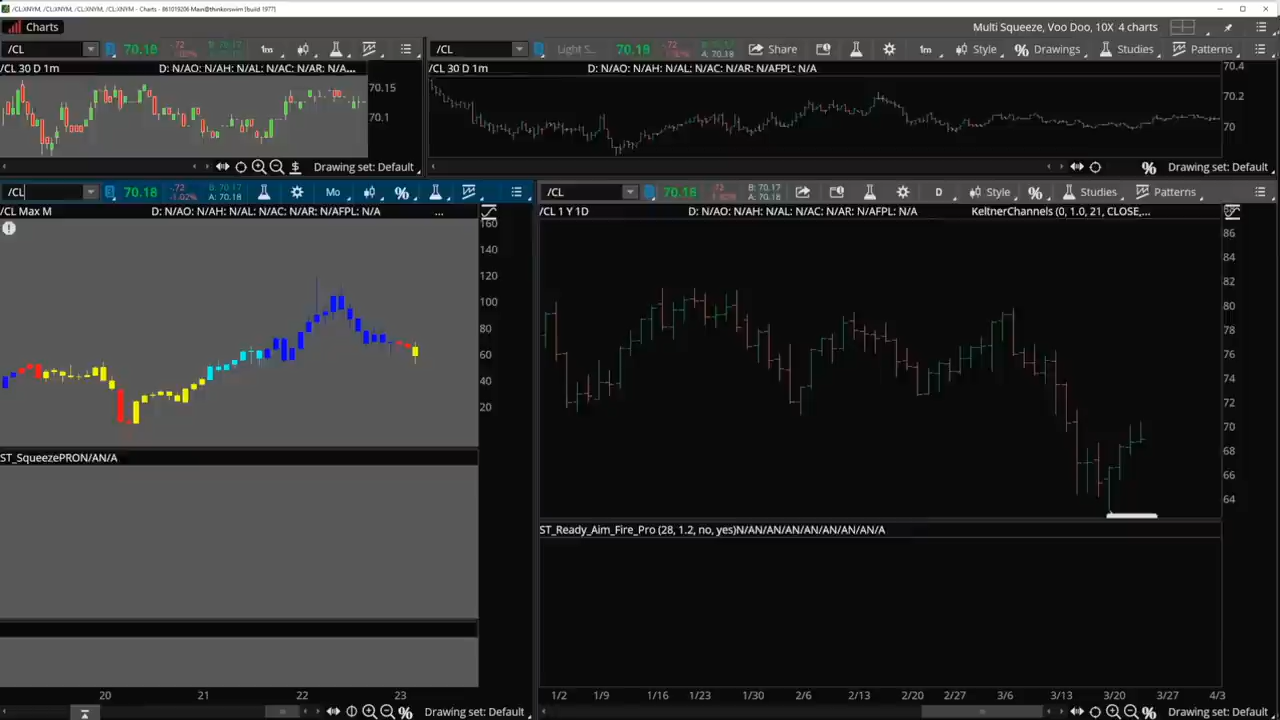 /CL:XNYM, /CL:XNYM, /CL:XNYM, /CL:XNYM - Charts - 861019206 Main@thinkorswim [build 1977]
Charts
Multi Squeeze, Voo Doo, 10X 4 charts
/CL 70.18 -.72 1m
/CL Light S... 70.18 -.72 Share 1m Style Drawings Studies Patterns
/CL 30 D 1m D: N/AO: N/AH: N/AL: N/AC: N/AR: N/A...
/CL 30 D 1m D: N/AO: N/AH: N/AL: N/AC: N/AR: N/AFPL: N/A
70.15
70.1
70.4
70.2
70
Drawing set: Default
Drawing set: Default
/CL 70.18 -.72 -1.02% B: 70.17 A: 70.18 Mo
/CL 70.18 B: 70.17 A: 70.18 D Style Studies Patterns
/CL Max M D: N/AO: N/AH: N/AL: N/AC: N/AR: N/AFPL: N/A ...
/CL 1 Y 1D D: N/AO: N/AH: N/AL: N/AC: N/AR: N/AFPL: N/A KeltnerChannels (0, 1.0, 21, CLOSE,...
160
140
120
100
80
60
40
20
86
84
82
80
78
76
74
72
70
68
66
64
ST_SqueezePRON/AN/A
ST_Ready_Aim_Fire_Pro (28, 1.2, no, yes)N/AN/AN/AN/AN/AN/AN/AN/A
20 21 22 23
1/2 1/9 1/16 1/23 1/30 2/6 2/13 2/20 2/27 3/6 3/13 3/20 3/27 4/3
Drawing set: Default
Drawing set: Default